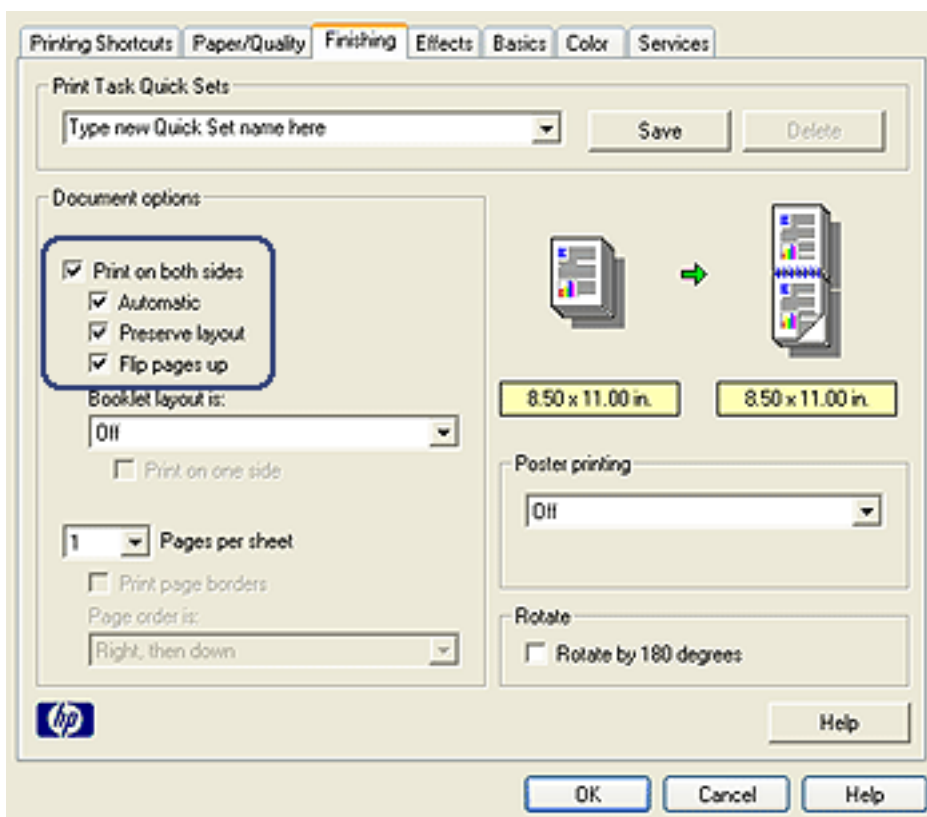 Printing Shortcuts Paper/Quality Finishing Effects Basics Color Services
Print Task Quick Sets
Type new Quick Set name here Save Delete
Document options
Print on both sides
Automatic
Preserve layout
Flip pages up
Booklet layout is:
Off
Print on one side
1 Pages per sheet
Print page borders
Page order is:
Right, then down
8.50 x 11.00 in. 8.50 x 11.00 in.
Poster printing
Off
Rotate
Rotate by 180 degrees
hp
Help
OK Cancel Help